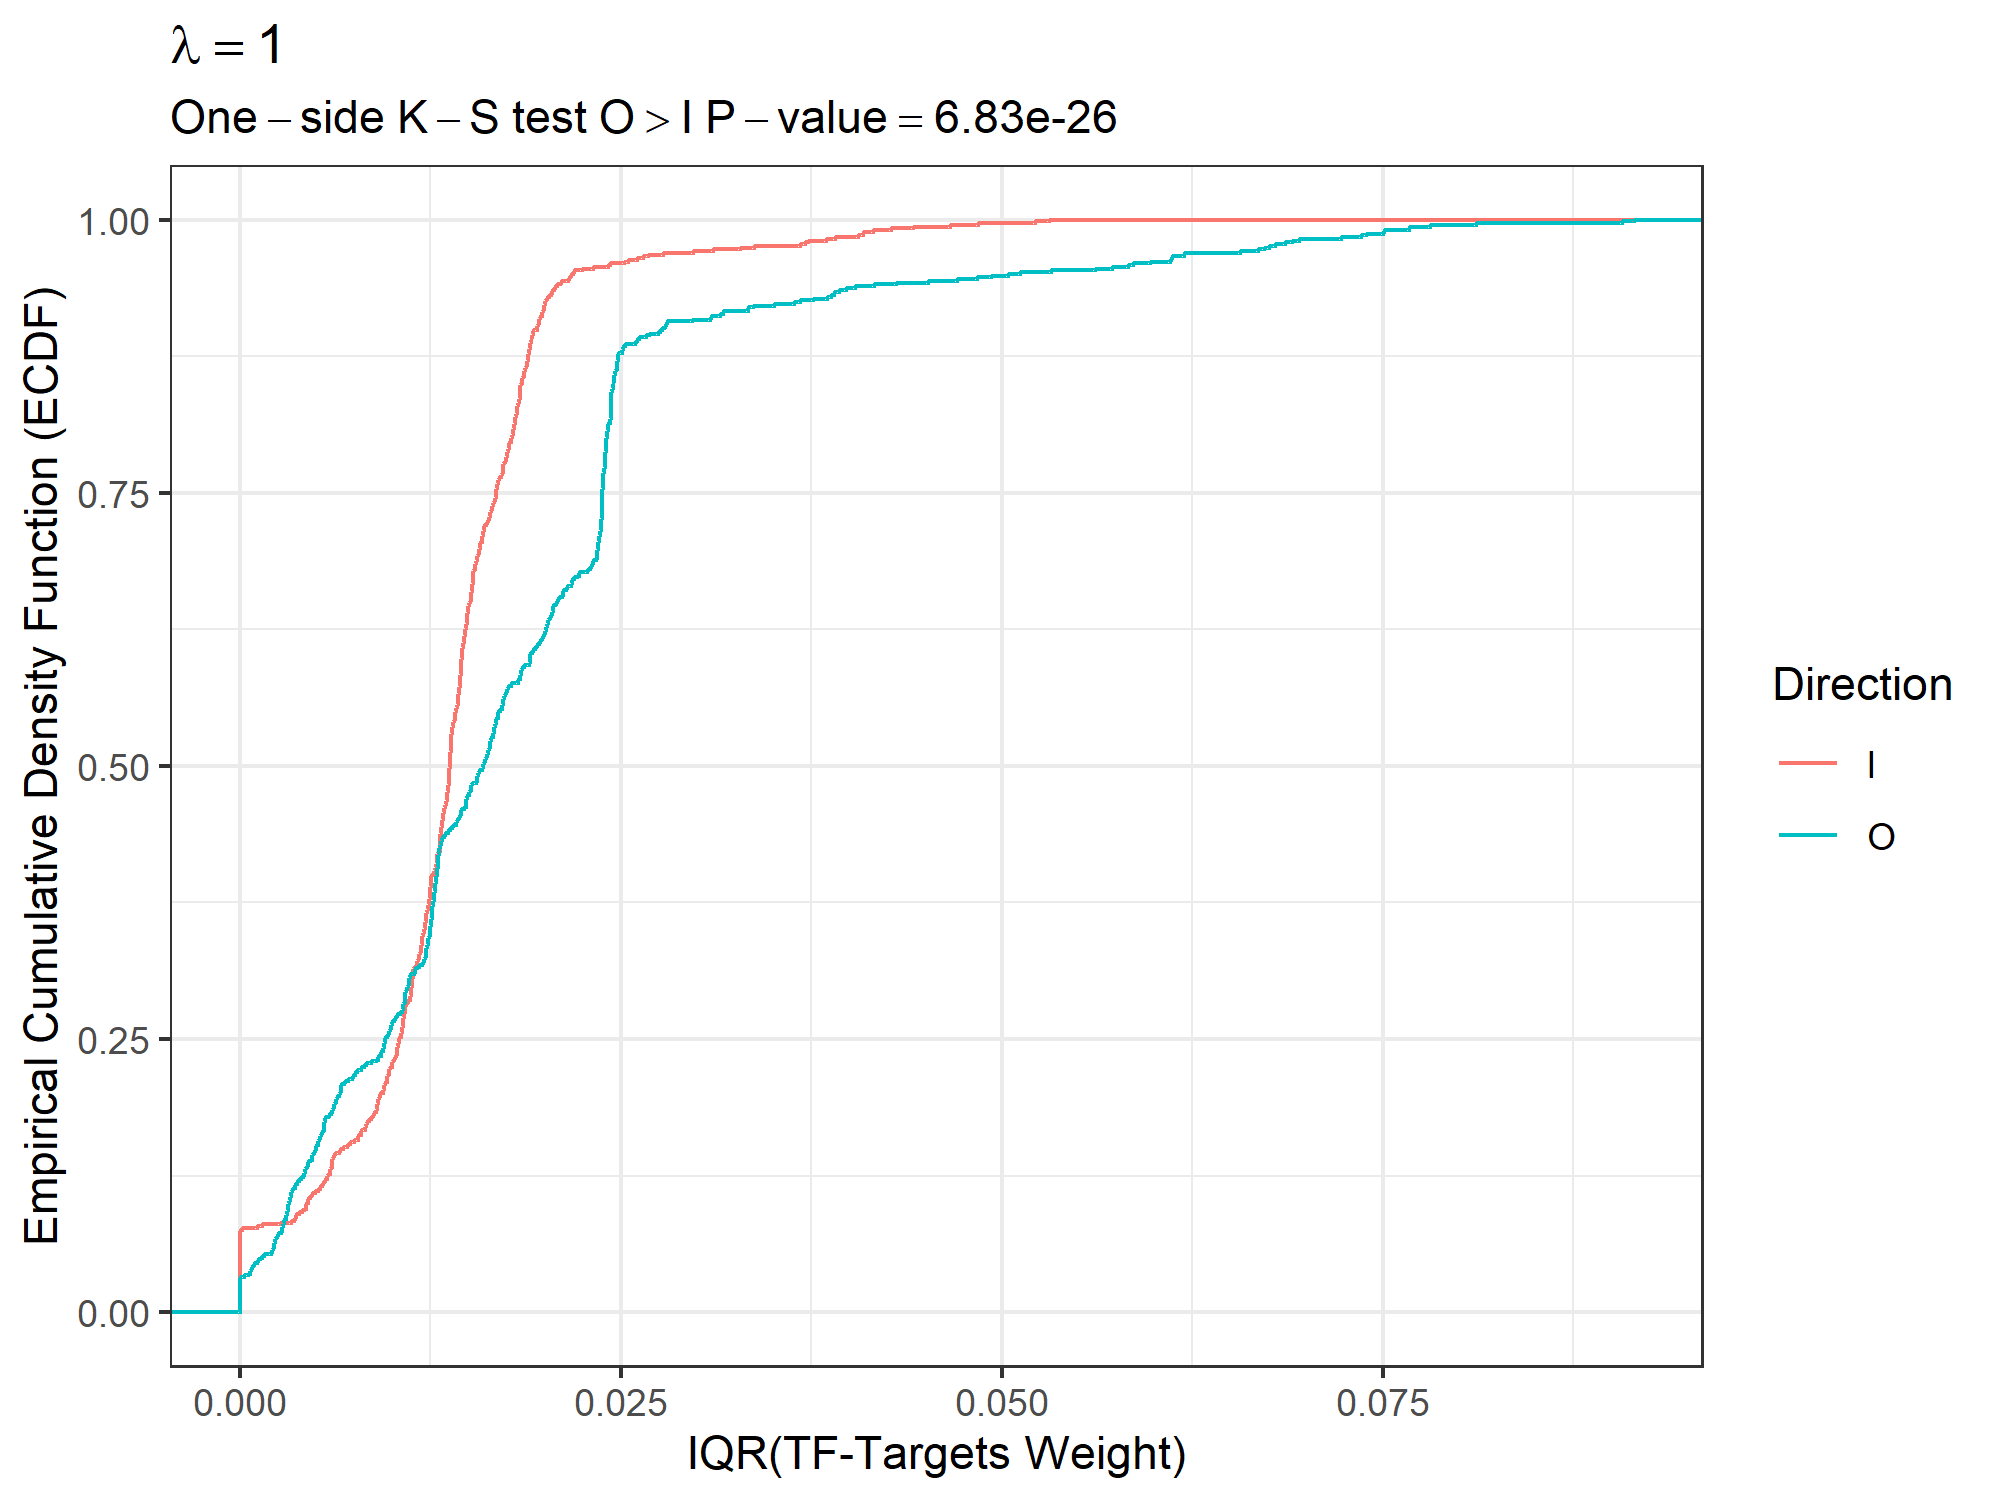 λ = 1
One − side K − S test O > I P − value = 6.83e-26
Empirical Cumulative Density Function (ECDF)
1.00
0.75
0.50
0.25
0.00
0.000 0.025 0.050 0.075
IQR(TF-Targets Weight)
Direction
I
O